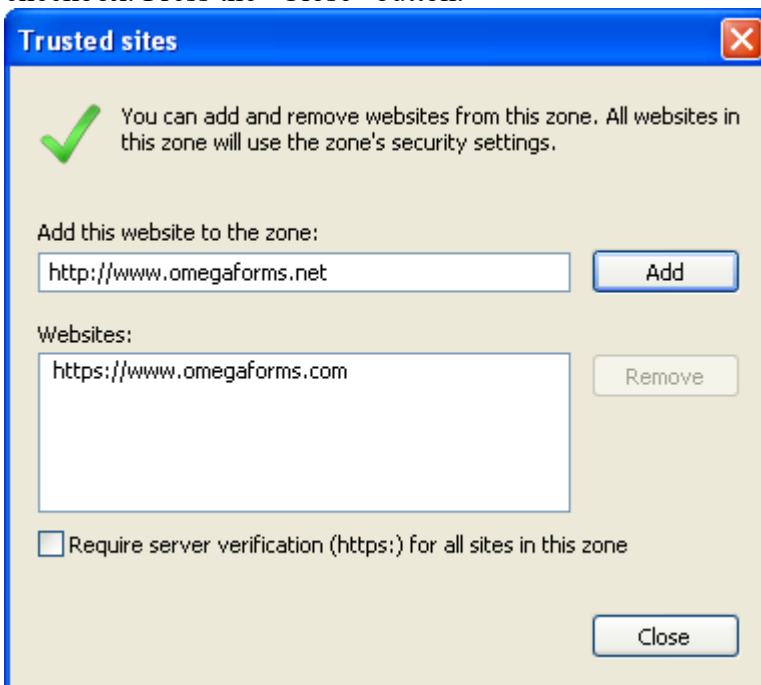 Trusted sites
You can add and remove websites from this zone. All websites in
this zone will use the zone's security settings.
Add this website to the zone:
http://www.omegaforms.net
Add
Websites:
https://www.omegaforms.com
Remove
Require server verification (https:) for all sites in this zone
Close